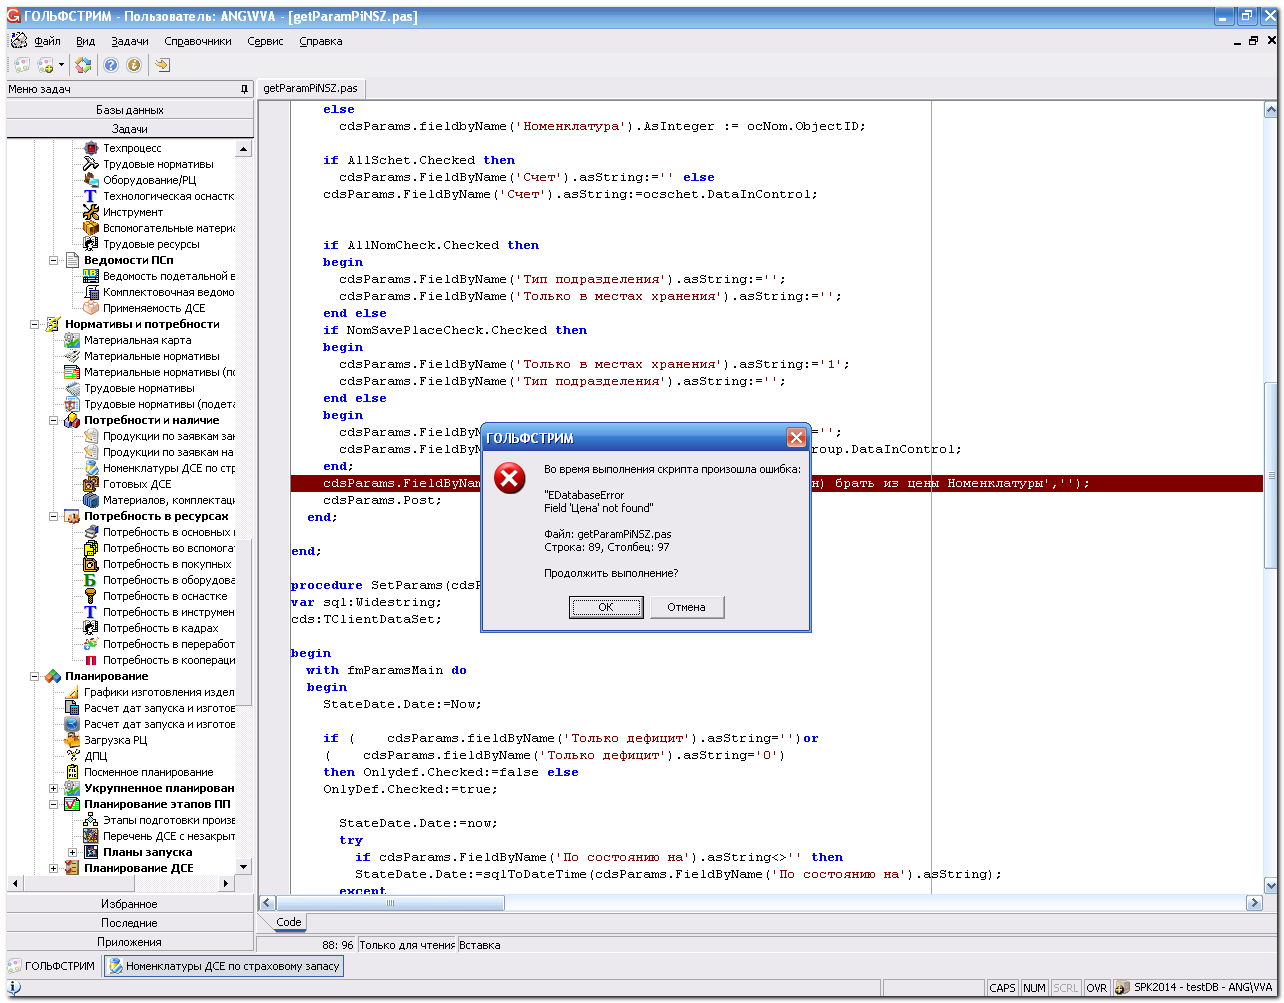 ГОЛЬФСТРИМ - Пользователь: ANG\VVA - [getParamPiNSZ.pas]
Файл Вид Задачи Справочники Сервис Справка
Меню задач
Базы данных
Задачи
Техпроцесс
Трудовые нормативы
Оборудование/РЦ
Технологическая оснастк
Инструмент
Вспомогательные матери
Трудовые ресурсы
Ведомости ПСп
Ведомость подетальной в
Комплектовочная ведомо
Применяемость ДСЕ
Нормативы и потребности
Материальная карта
Материальные нормативы
Материальные нормативы (по
Трудовые нормативы
Трудовые нормативы (подета
Потребности и наличие
Продукции по заявкам зак
Продукции по заявкам на
Номенклатуры ДСЕ по стр
Готовых ДСЕ
Материалов, комплектац
Потребность в ресурсах
Потребность в основных
Потребность во вспомога
Потребность в покупных
Потребность в оборудова
Потребность в оснастке
Потребность в инструмен
Потребность в кадрах
Потребность в переработ
Потребность в коопераци
Планирование
Графики изготовления издел
Расчет дат запуска и изготов
Расчет дат запуска и изготов
Загрузка РЦ
ДПЦ
Посменное планирование
Укрупненное планирован
Планирование этапов ПП
Этапы подготовки произв
Перечень ДСЕ с незакрыт
Планы запуска
Планирование ДСЕ
Избранное
Последние
Приложения
getParamPiNSZ.pas
else
cdsParams.fieldbyName('Номенклатура').AsInteger := ocNom.ObjectID;
if AllSchet.Checked then
cdsParams.FieldByName('Счет').asString:='' else
cdsParams.FieldByName('Счет').asString:=ocschet.DataInControl;
if AllNomCheck.Checked then
begin
cdsParams.FieldByName('Тип подразделения').asString:='';
cdsParams.FieldByName('Только в местах хранения').asString:='';
end else
if NomSavePlaceCheck.Checked then
begin
cdsParams.FieldByName('Только в местах хранения').asString:='1';
cdsParams.FieldByName('Тип подразделения').asString:='';
end else
begin
cdsParams.FieldByN ='';
cdsParams.FieldByN roup.DataInControl;
end;
cdsParams.FieldByNam н) брать из цены Номенклатуры','');
cdsParams.Post;
end;
end;
procedure SetParams(cdsP
var sql:Widestring;
cds:TClientDataSet;
begin
with fmParamsMain do
begin
StateDate.Date:=Now;
if ( cdsParams.fieldByName('Только дефицит').asString='')or
( cdsParams.fieldByName('Только дефицит').asString='0')
then Onlydef.Checked:=false else
OnlyDef.Checked:=true;
StateDate.Date:=now;
try
if cdsParams.FieldByName('По состоянию на').asString<>'' then
StateDate.Date:=sqlToDateTime(cdsParams.FieldByName('По состоянию на').asString);
except
ГОЛЬФСТРИМ
Во время выполнения скрипта произошла ошибка:
"EDatabaseError
Field 'Цена' not found"
Файл: getParamPiNSZ.pas
Строка: 89, Столбец: 97
Продолжить выполнение?
OK Отмена
Code
88: 96 Только для чтения Вставка
ГОЛЬФСТРИМ Номенклатуры ДСЕ по страховому запасу
CAPS NUM SCRL OVR SPK2014 - testDB - ANG\VVA